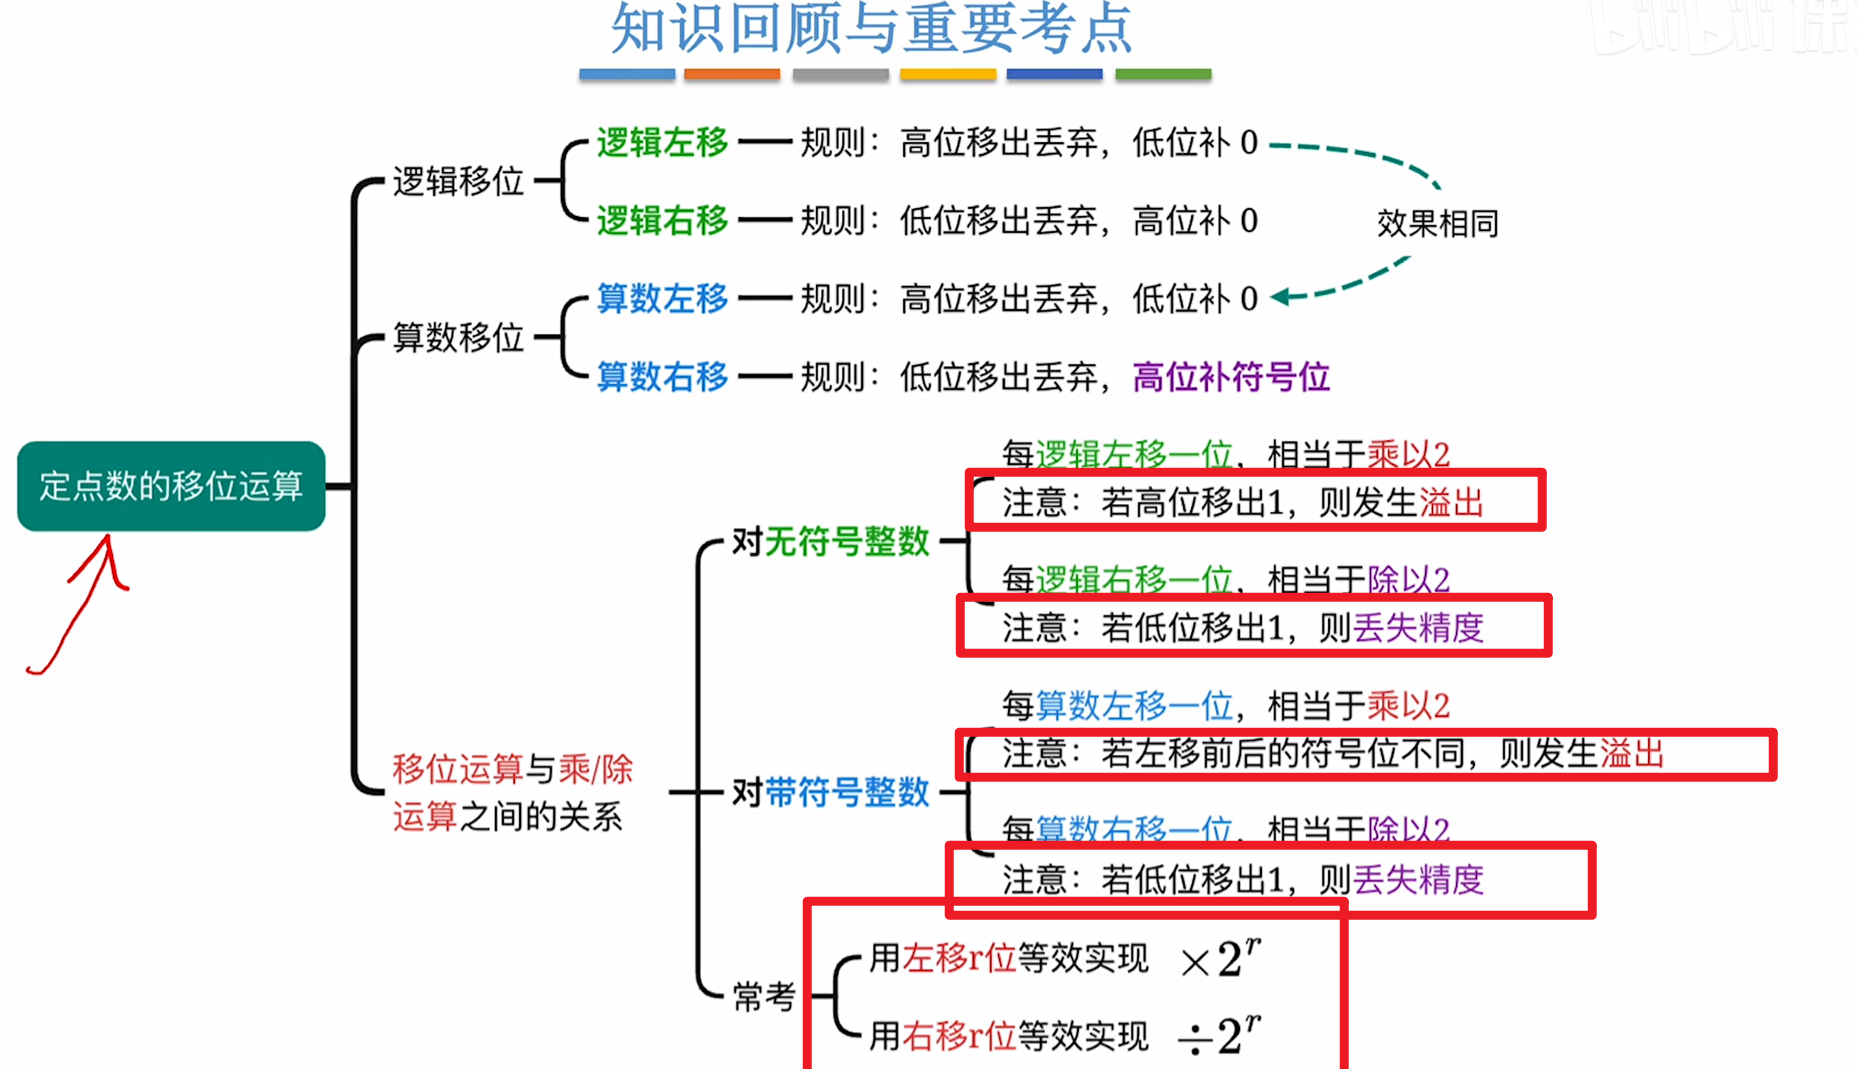 知识回顾与重要考点
bilibili 课
逻辑移位
逻辑左移
规则：高位移出丢弃，低位补 0
逻辑右移
规则：低位移出丢弃，高位补 0
效果相同
算数移位
算数左移
规则：高位移出丢弃，低位补 0
算数右移
规则：低位移出丢弃，高位补符号位
定点数的移位运算
移位运算与乘/除
运算之间的关系
对无符号整数
每逻辑左移一位，相当于乘以2
注意：若高位移出1，则发生溢出
每逻辑右移一位，相当于除以2
注意：若低位移出1，则丢失精度
对带符号整数
每算数左移一位，相当于乘以2
注意：若左移前后的符号位不同，则发生溢出
每算数右移一位，相当于除以2
注意：若低位移出1，则丢失精度
常考
用左移r位等效实现 ×2^r
用右移r位等效实现 ÷2^r